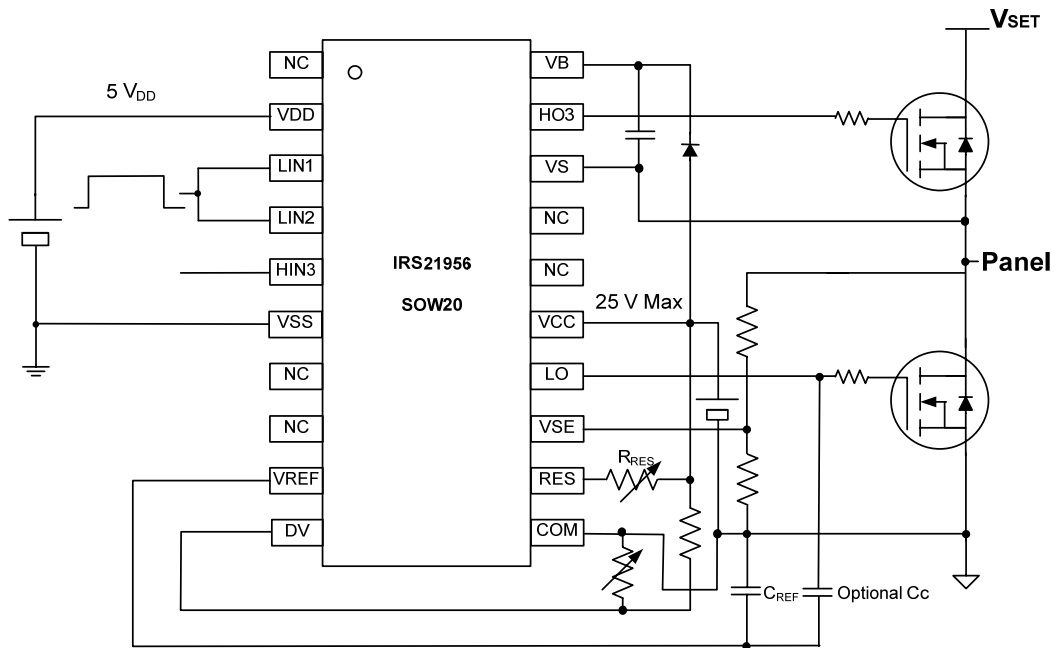 VSET
NC
VB
5 VDD
VDD
HO3
LIN1
VS
LIN2
NC
HIN3
IRS21956
NC
Panel
SOW20
25 V Max
VSS
VCC
NC
LO
NC
VSE
VREF
RRES
RES
DV
COM
CREF
Optional Cc